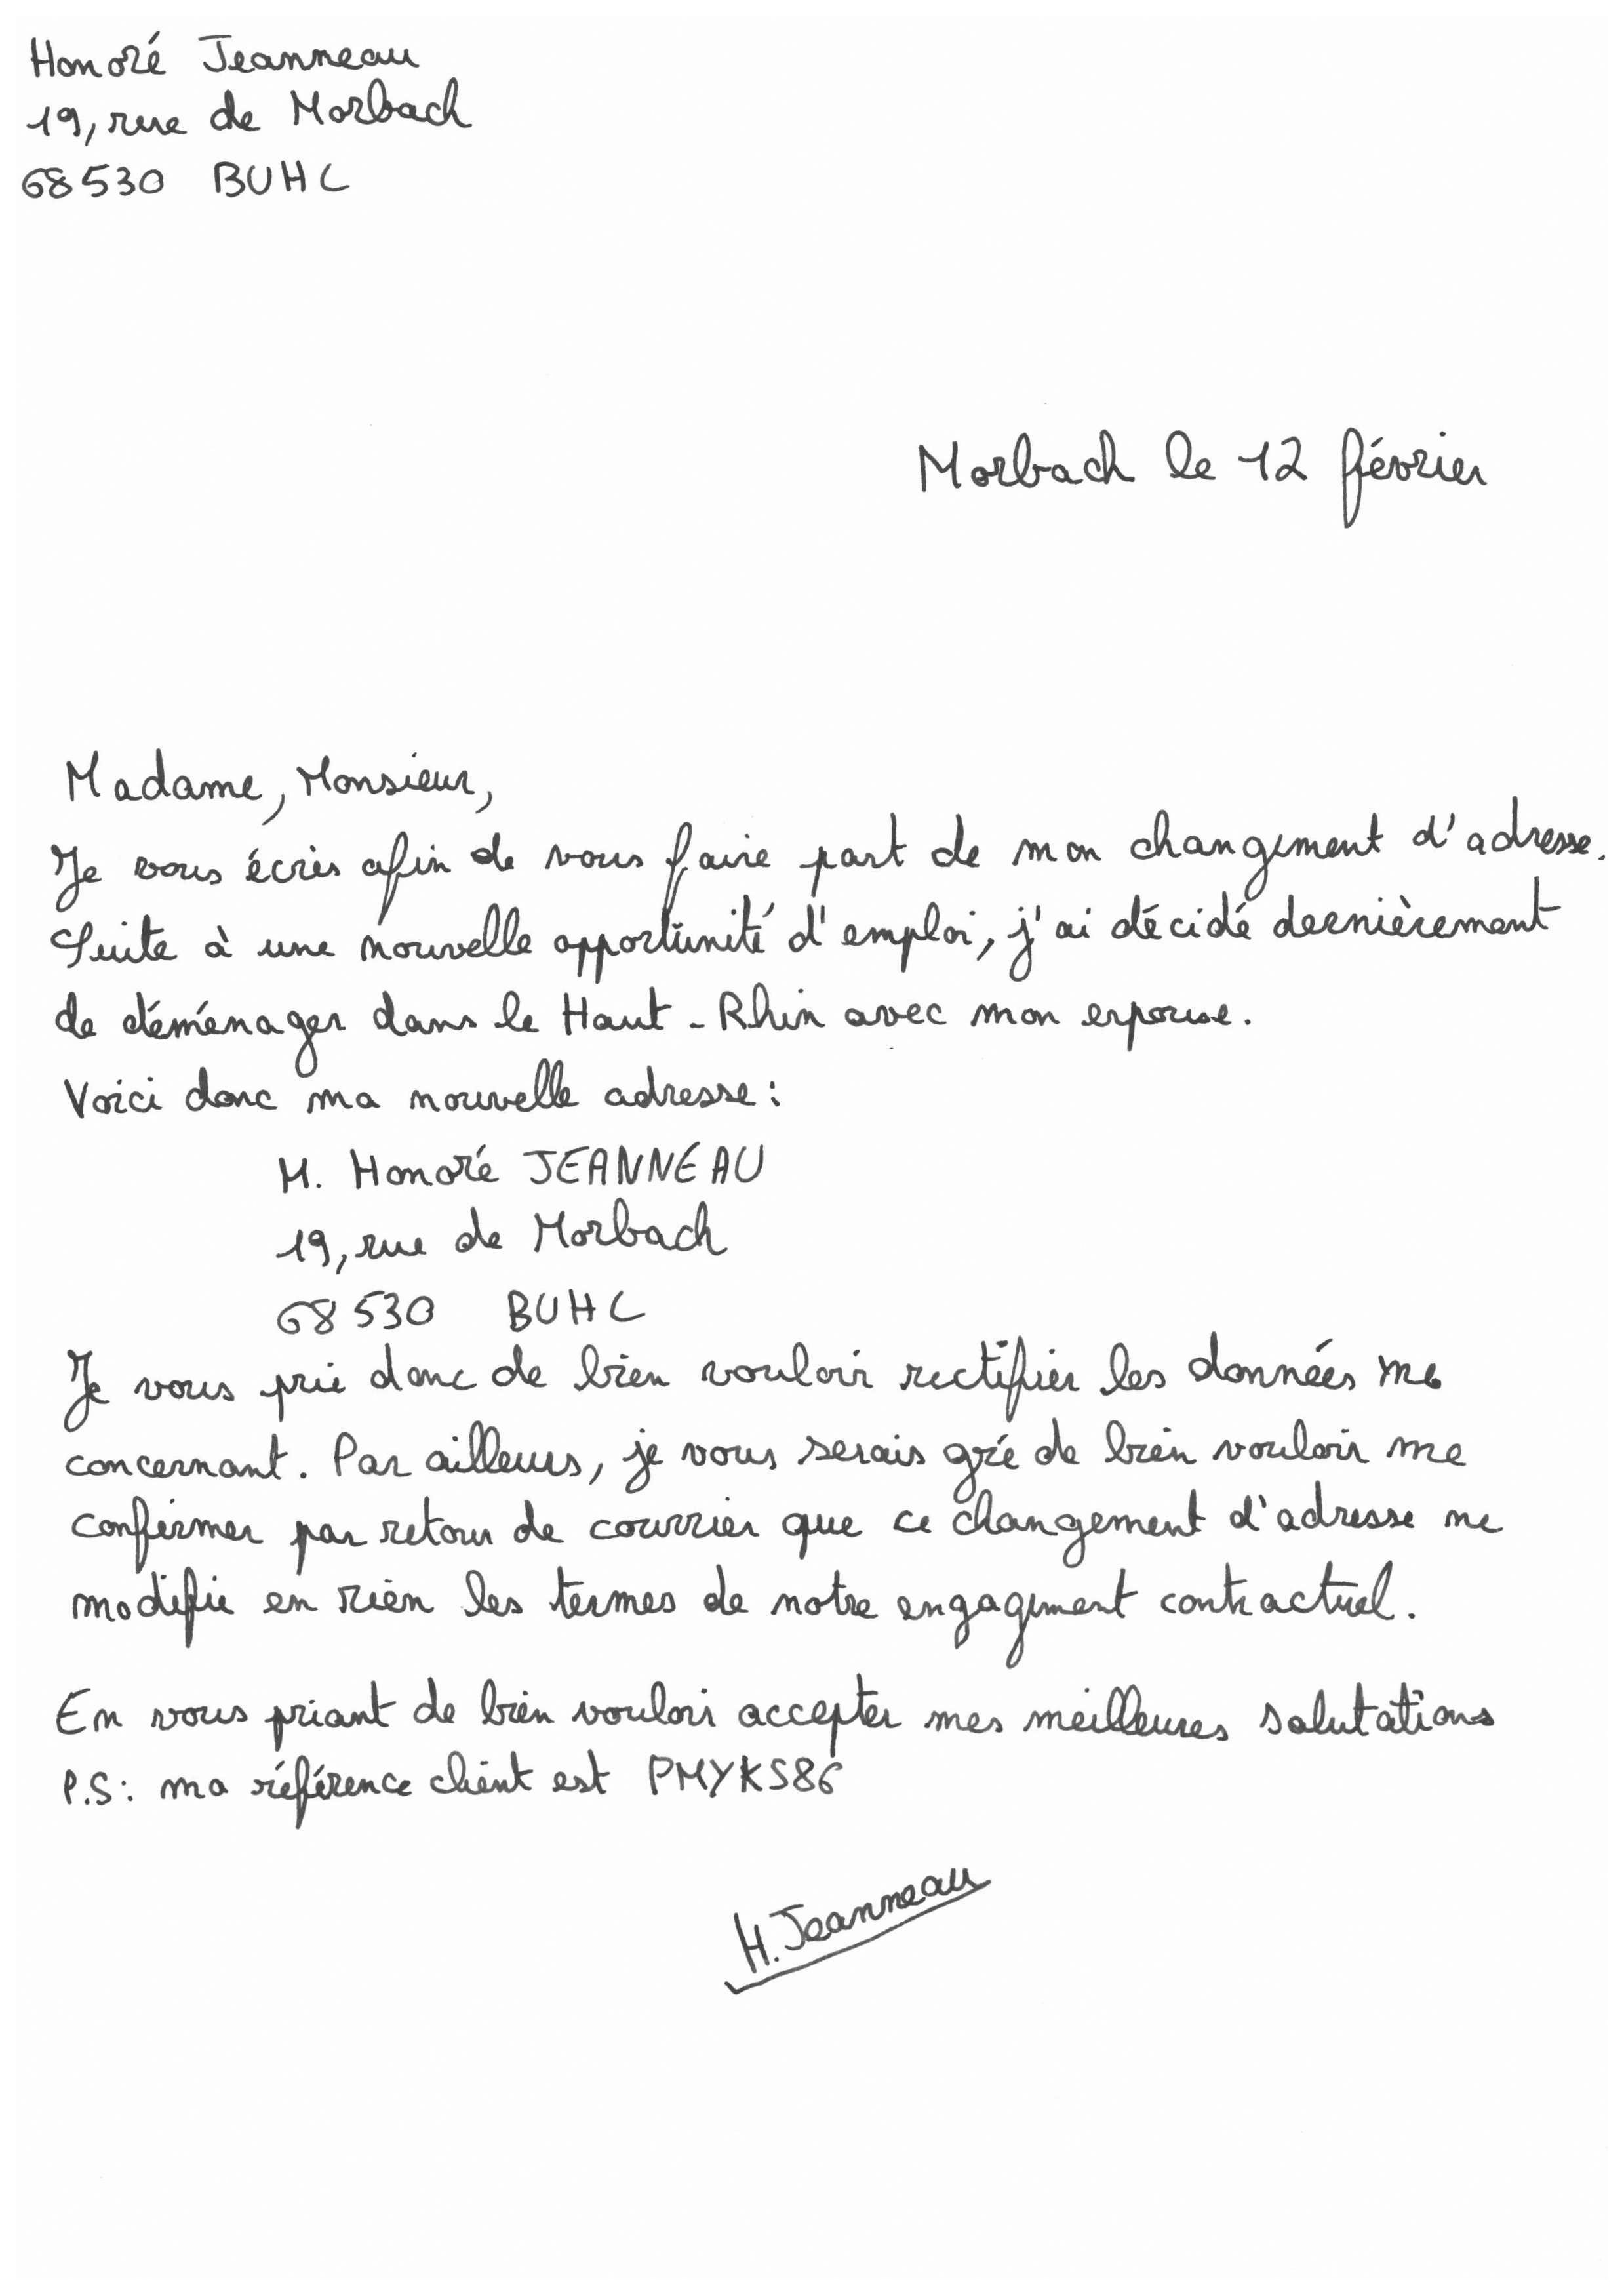 Honoré Jeanneau
19, rue de Morbach
68530 BUHL
Morbach le 12 février
Madame, Monsieur,
Je vous écris afin de vous faire part de mon changement d'adresse.
Suite à une nouvelle opportunité d'emploi, j'ai décidé dernièrement
de déménager dans le Haut-Rhin avec mon epouse.
Voici donc ma nouvelle adresse :
M. Honoré JEANNEAU
19, rue de Morbach
68530 BUHL
Je vous prie donc de bien vouloir rectifier les données me
concernant. Par ailleurs, je vous serais gré de bien vouloir me
confirmer par retour de courrier que ce changement d'adresse ne
modifie en rien les termes de notre engagement contractuel.
En vous priant de bien vouloir accepter mes meilleures salutations
P.S : ma référence client est PMYKS86
H. Jeanneau